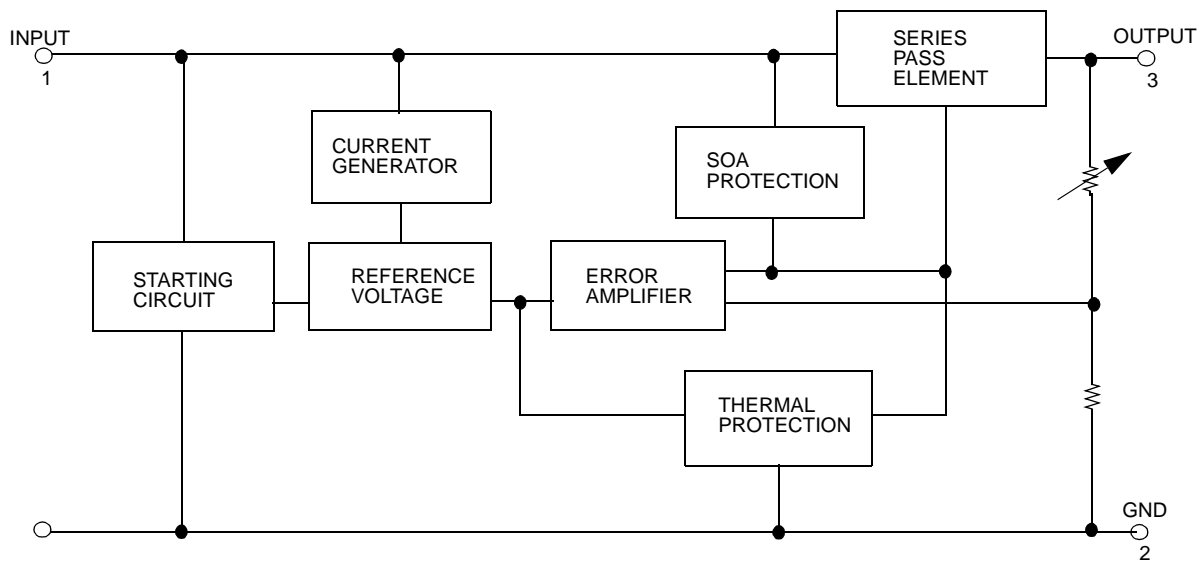 INPUT
1
SERIES
PASS
ELEMENT
OUTPUT
3
CURRENT
GENERATOR
SOA
PROTECTION
STARTING
CIRCUIT
REFERENCE
VOLTAGE
ERROR
AMPLIFIER
THERMAL
PROTECTION
GND
2